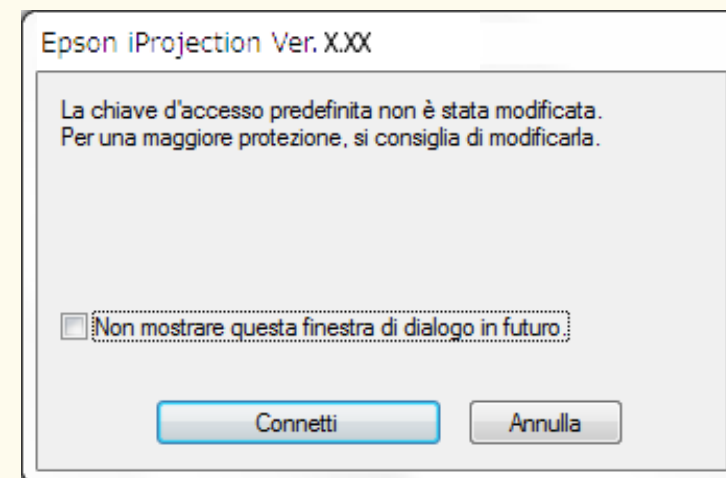 Epson iProjection Ver. X.XX
La chiave d'accesso predefinita non è stata modificata.
Per una maggiore protezione, si consiglia di modificarla.
Non mostrare questa finestra di dialogo in futuro.
Connetti
Annulla